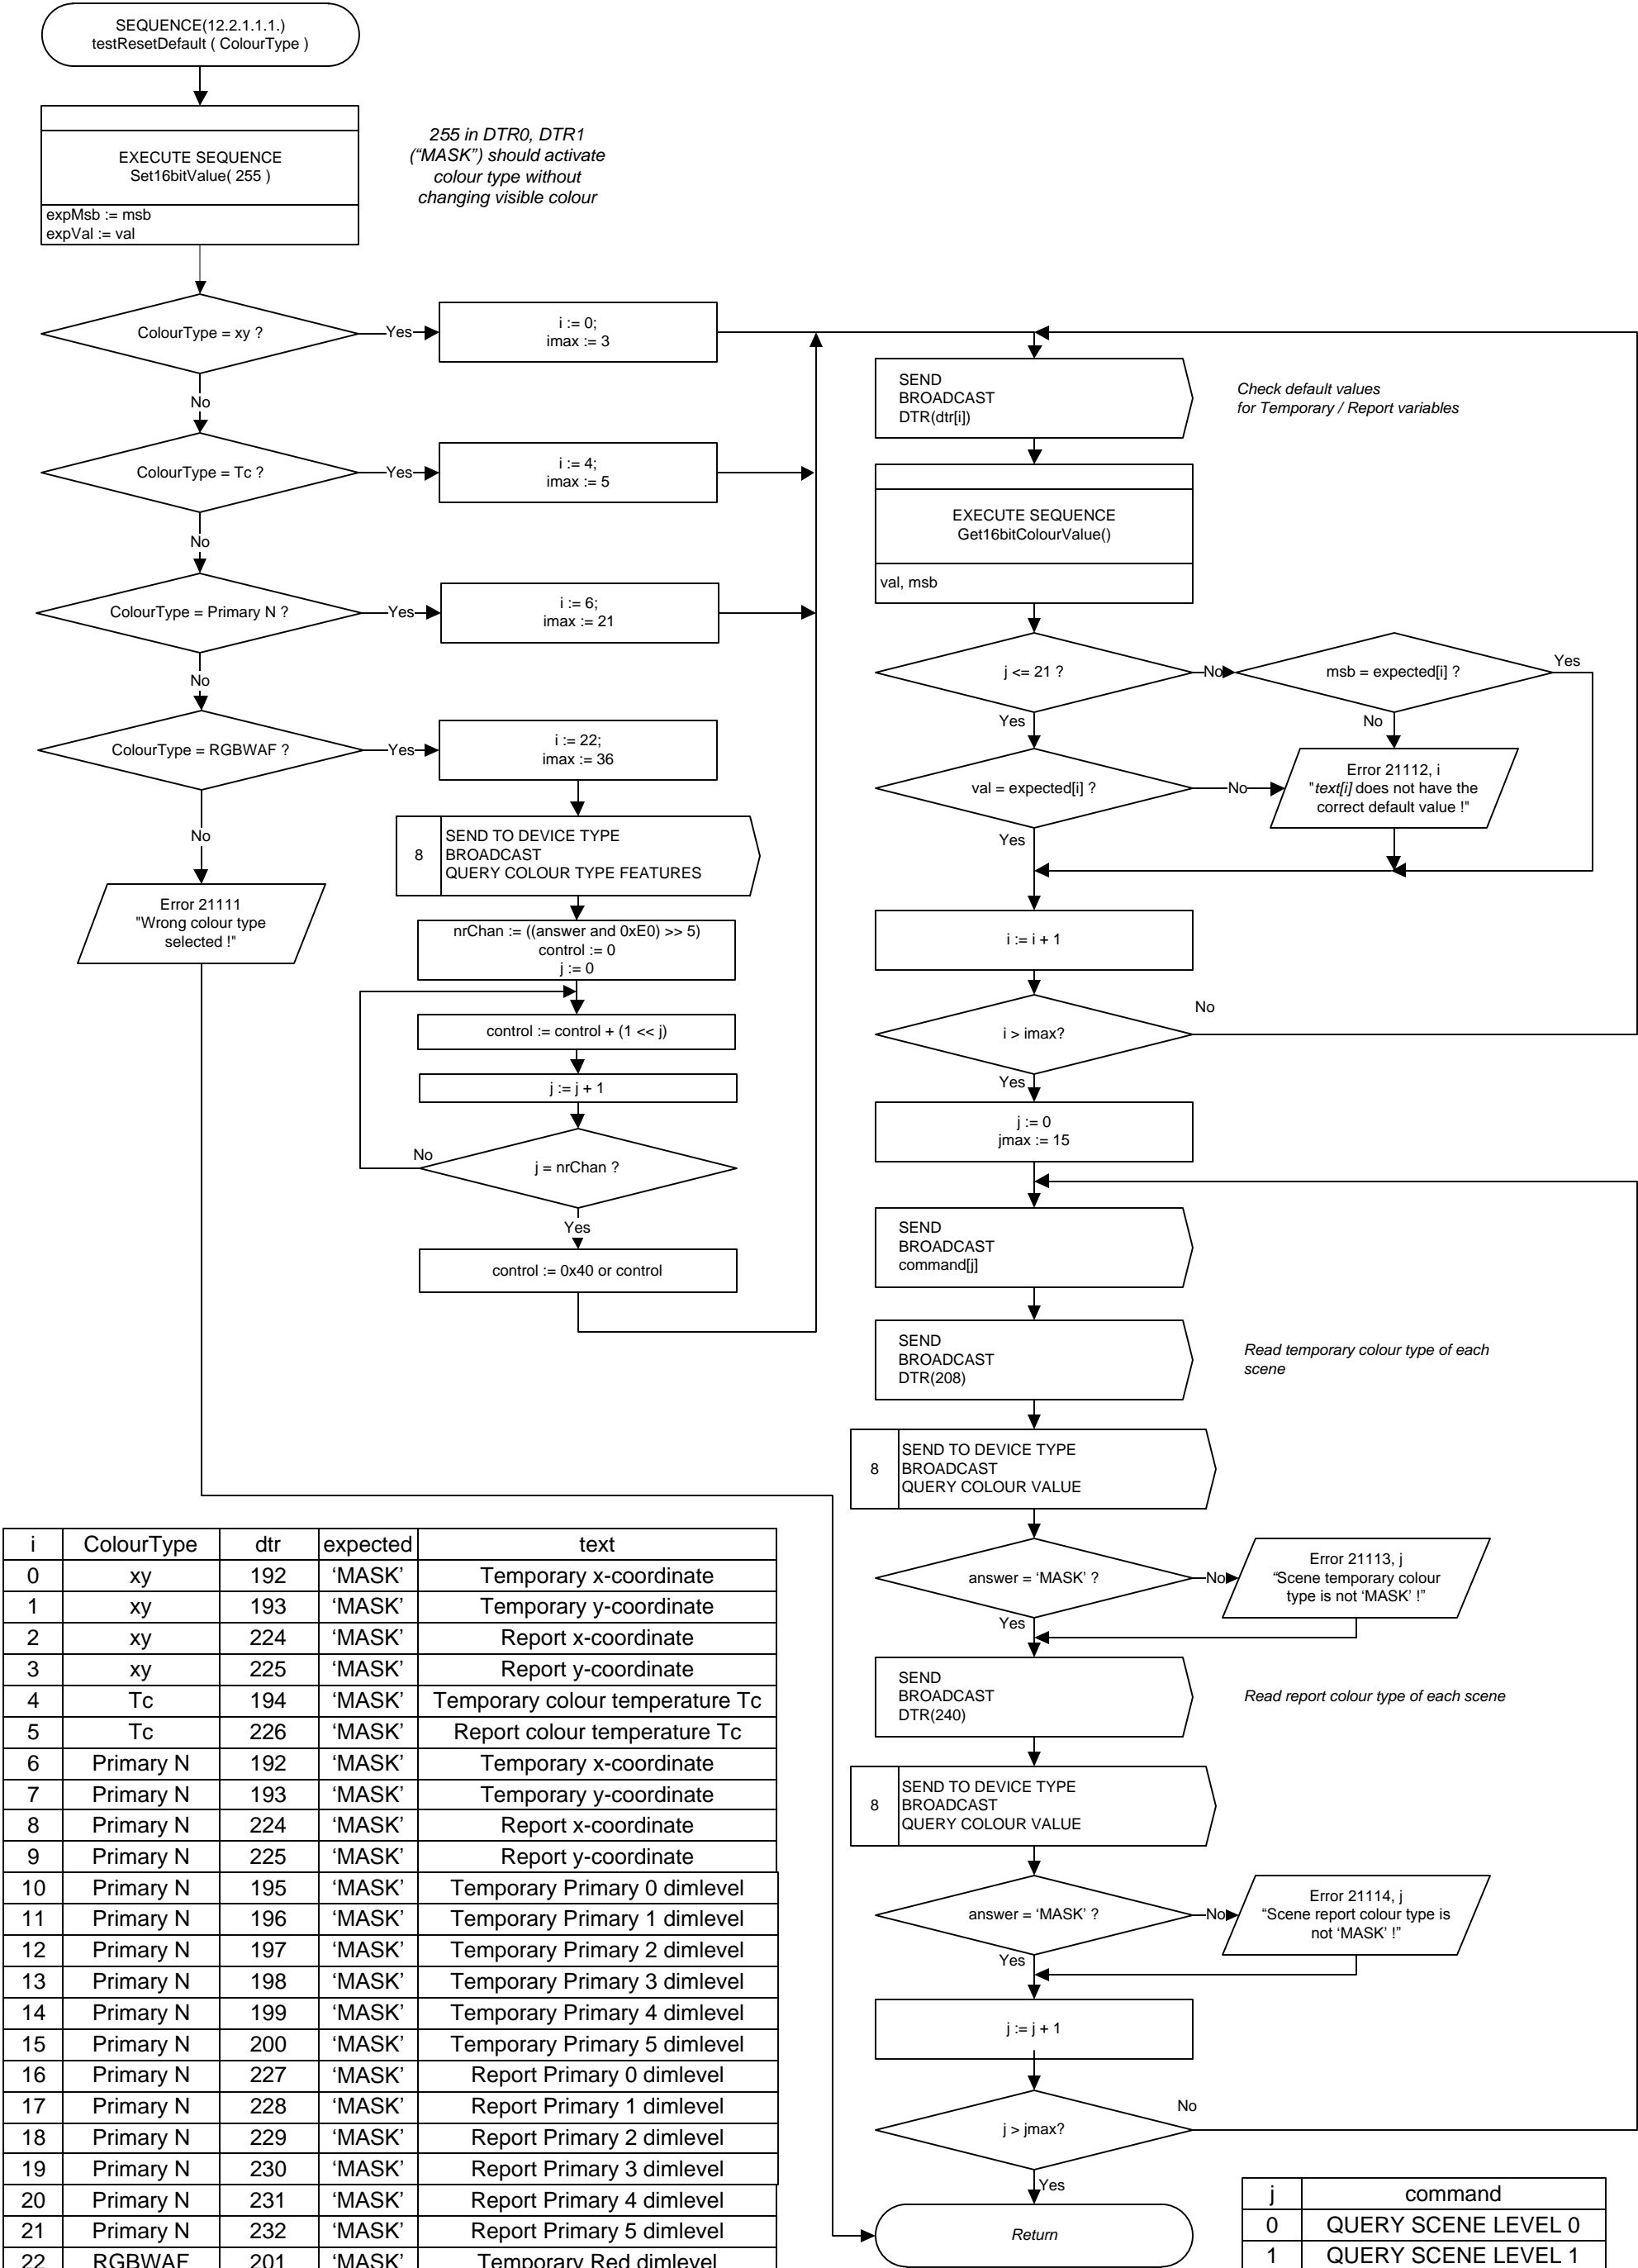 SEQUENCE(12.2.1.1.1.)
testResetDefault ( ColourType )
EXECUTE SEQUENCE
Set16bitValue( 255 )
expMsb := msb
expVal := val
255 in DTR0, DTR1
("MASK") should activate
colour type without
changing visible colour
ColourType = xy ?
Yes
i := 0;
imax := 3
No
ColourType = Tc ?
Yes
i := 4;
imax := 5
No
ColourType = Primary N ?
Yes
i := 6;
imax := 21
No
ColourType = RGBWAF ?
Yes
i := 22;
imax := 36
No
Error 21111
"Wrong colour type
selected !"
8
SEND TO DEVICE TYPE
BROADCAST
QUERY COLOUR TYPE FEATURES
nrChan := ((answer and 0xE0) >> 5)
control := 0
j := 0
control := control + (1 << j)
j := j + 1
No
j = nrChan ?
Yes
control := 0x40 or control
SEND
BROADCAST
DTR(dtr[i])
Check default values
for Temporary / Report variables
EXECUTE SEQUENCE
Get16bitColourValue()
val, msb
j <= 21 ?
No
msb = expected[i] ?
Yes
Yes
No
val = expected[i] ?
No
Error 21112, i
"text[i] does not have the
correct default value !"
Yes
i := i + 1
i > imax?
No
Yes
j := 0
jmax := 15
SEND
BROADCAST
command[j]
SEND
BROADCAST
DTR(208)
Read temporary colour type of each
scene
8
SEND TO DEVICE TYPE
BROADCAST
QUERY COLOUR VALUE
answer = ‘MASK’ ?
No
Error 21113, j
“Scene temporary colour
type is not ‘MASK’ !”
Yes
SEND
BROADCAST
DTR(240)
Read report colour type of each scene
8
SEND TO DEVICE TYPE
BROADCAST
QUERY COLOUR VALUE
answer = ‘MASK’ ?
No
Error 21114, j
“Scene report colour type is
not ‘MASK’ !”
Yes
j := j + 1
j > jmax?
No
Yes
Return
i ColourType dtr expected text
0 xy 192 ‘MASK’ Temporary x-coordinate
1 xy 193 ‘MASK’ Temporary y-coordinate
2 xy 224 ‘MASK’ Report x-coordinate
3 xy 225 ‘MASK’ Report y-coordinate
4 Tc 194 ‘MASK’ Temporary colour temperature Tc
5 Tc 226 ‘MASK’ Report colour temperature Tc
6 Primary N 192 ‘MASK’ Temporary x-coordinate
7 Primary N 193 ‘MASK’ Temporary y-coordinate
8 Primary N 224 ‘MASK’ Report x-coordinate
9 Primary N 225 ‘MASK’ Report y-coordinate
10 Primary N 195 ‘MASK’ Temporary Primary 0 dimlevel
11 Primary N 196 ‘MASK’ Temporary Primary 1 dimlevel
12 Primary N 197 ‘MASK’ Temporary Primary 2 dimlevel
13 Primary N 198 ‘MASK’ Temporary Primary 3 dimlevel
14 Primary N 199 ‘MASK’ Temporary Primary 4 dimlevel
15 Primary N 200 ‘MASK’ Temporary Primary 5 dimlevel
16 Primary N 227 ‘MASK’ Report Primary 0 dimlevel
17 Primary N 228 ‘MASK’ Report Primary 1 dimlevel
18 Primary N 229 ‘MASK’ Report Primary 2 dimlevel
19 Primary N 230 ‘MASK’ Report Primary 3 dimlevel
20 Primary N 231 ‘MASK’ Report Primary 4 dimlevel
21 Primary N 232 ‘MASK’ Report Primary 5 dimlevel
22 RGBWAF 201 ‘MASK’ Temporary Red dimlevel
j command
0 QUERY SCENE LEVEL 0
1 QUERY SCENE LEVEL 1